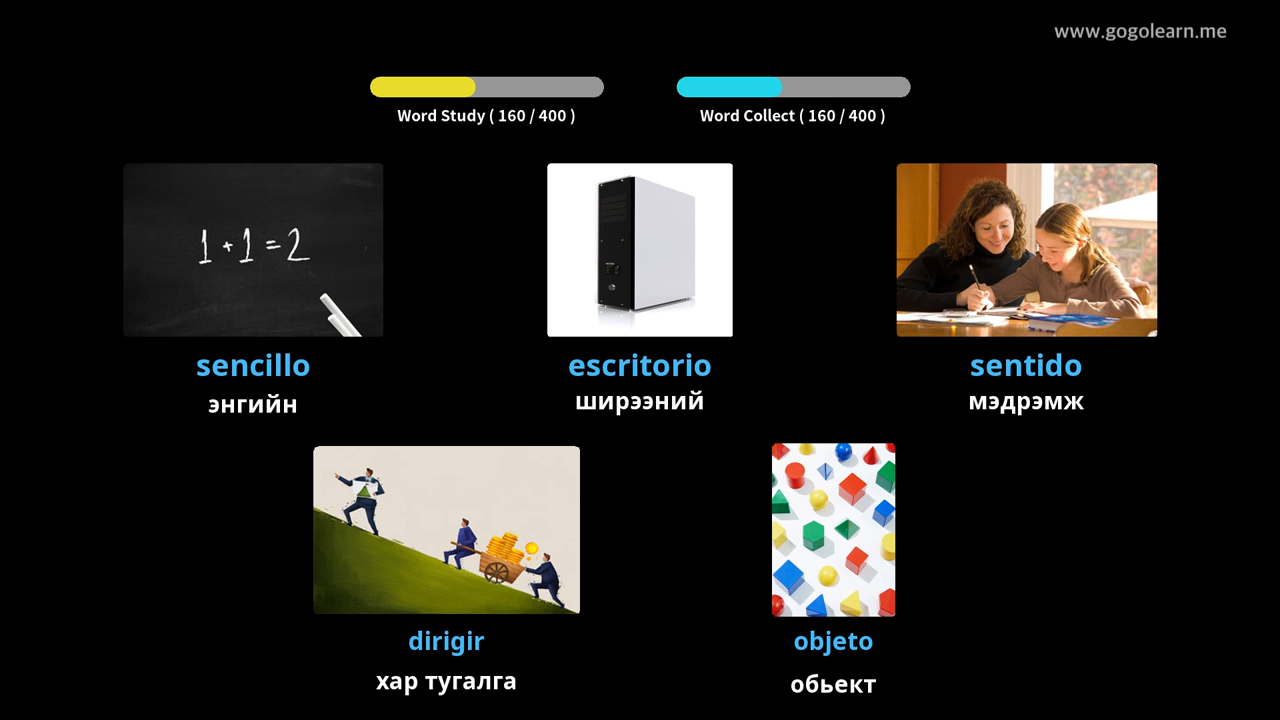 www.gogolearn.me
Word Study ( 160 / 400 )
Word Collect ( 160 / 400 )
1 + 1 = 2
sencillo
энгийн
escritorio
ширээний
sentido
мэдрэмж
dirigir
хар тугалга
objeto
обьект